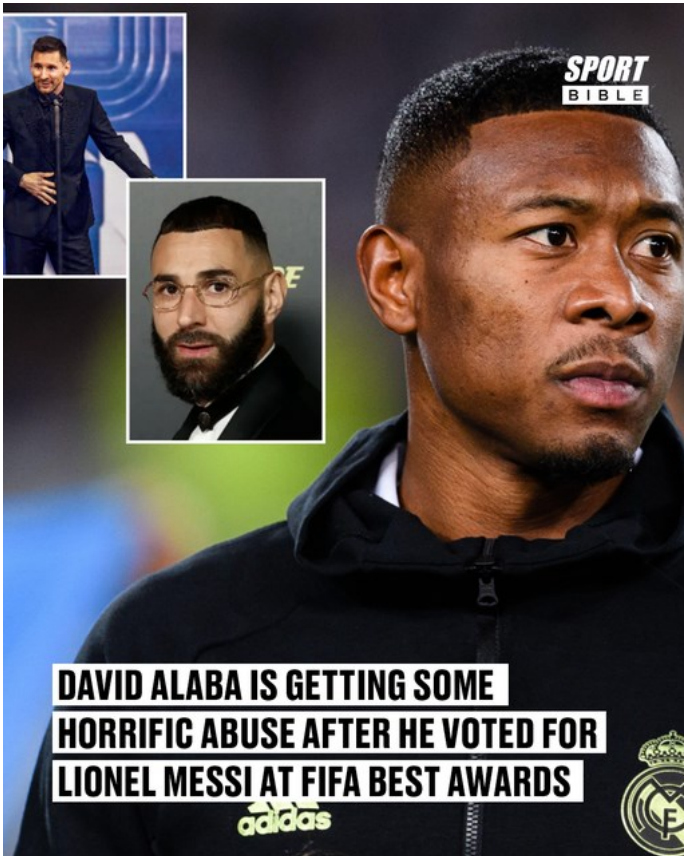 SPORT
BIBLE
DAVID ALABA IS GETTING SOME
HORRIFIC ABUSE AFTER HE VOTED FOR
LIONEL MESSI AT FIFA BEST AWARDS
adidas